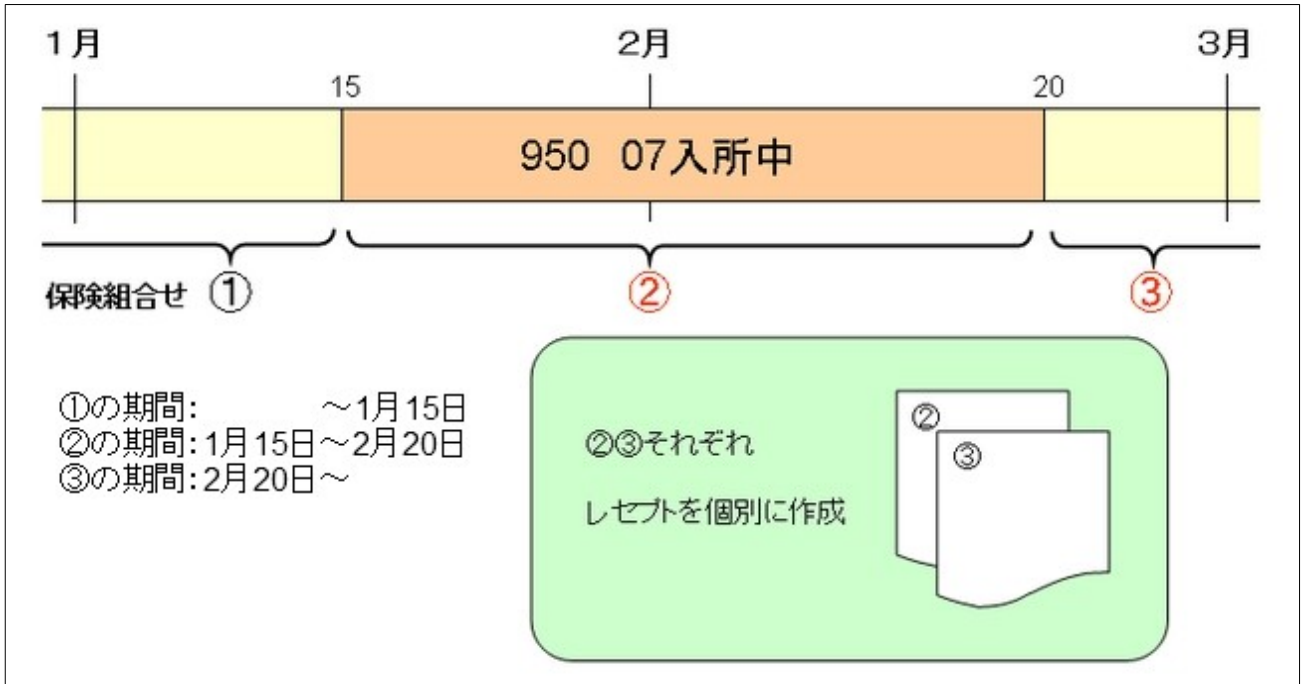 1月 2月 3月
15 20
950 07入所中
保険組合せ ① ② ③
①の期間: ～1月15日
②の期間:1月15日～2月20日
③の期間:2月20日～
②③それぞれ
レセプトを個別に作成
②
③